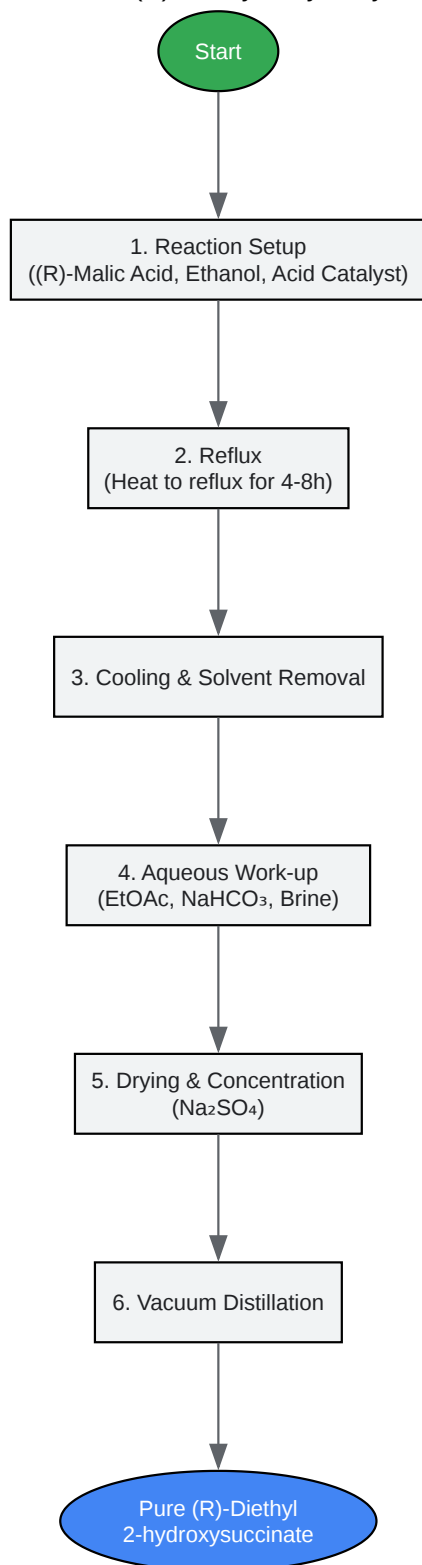 Start
1. Reaction Setup
((R)-Malic Acid, Ethanol, Acid Catalyst)
2. Reflux
(Heat to reflux for 4-8h)
3. Cooling & Solvent Removal
4. Aqueous Work-up
(EtOAc, NaHCO₃, Brine)
5. Drying & Concentration
(Na₂SO₄)
6. Vacuum Distillation
Pure (R)-Diethyl
2-hydroxysuccinate